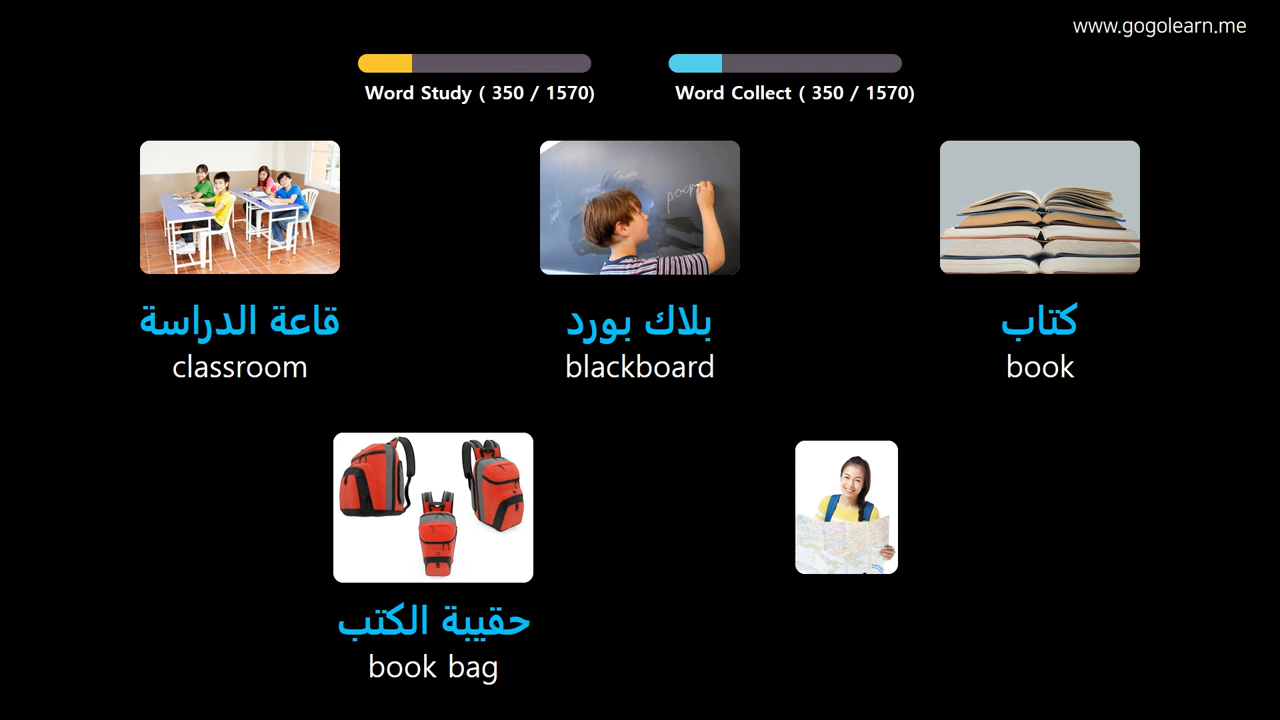 www.gogolearn.me
Word Study ( 350 / 1570)
Word Collect ( 350 / 1570)
قاعة الدراسة
classroom
بلاك بورد
blackboard
كتاب
book
حقيبة الكتب
book bag